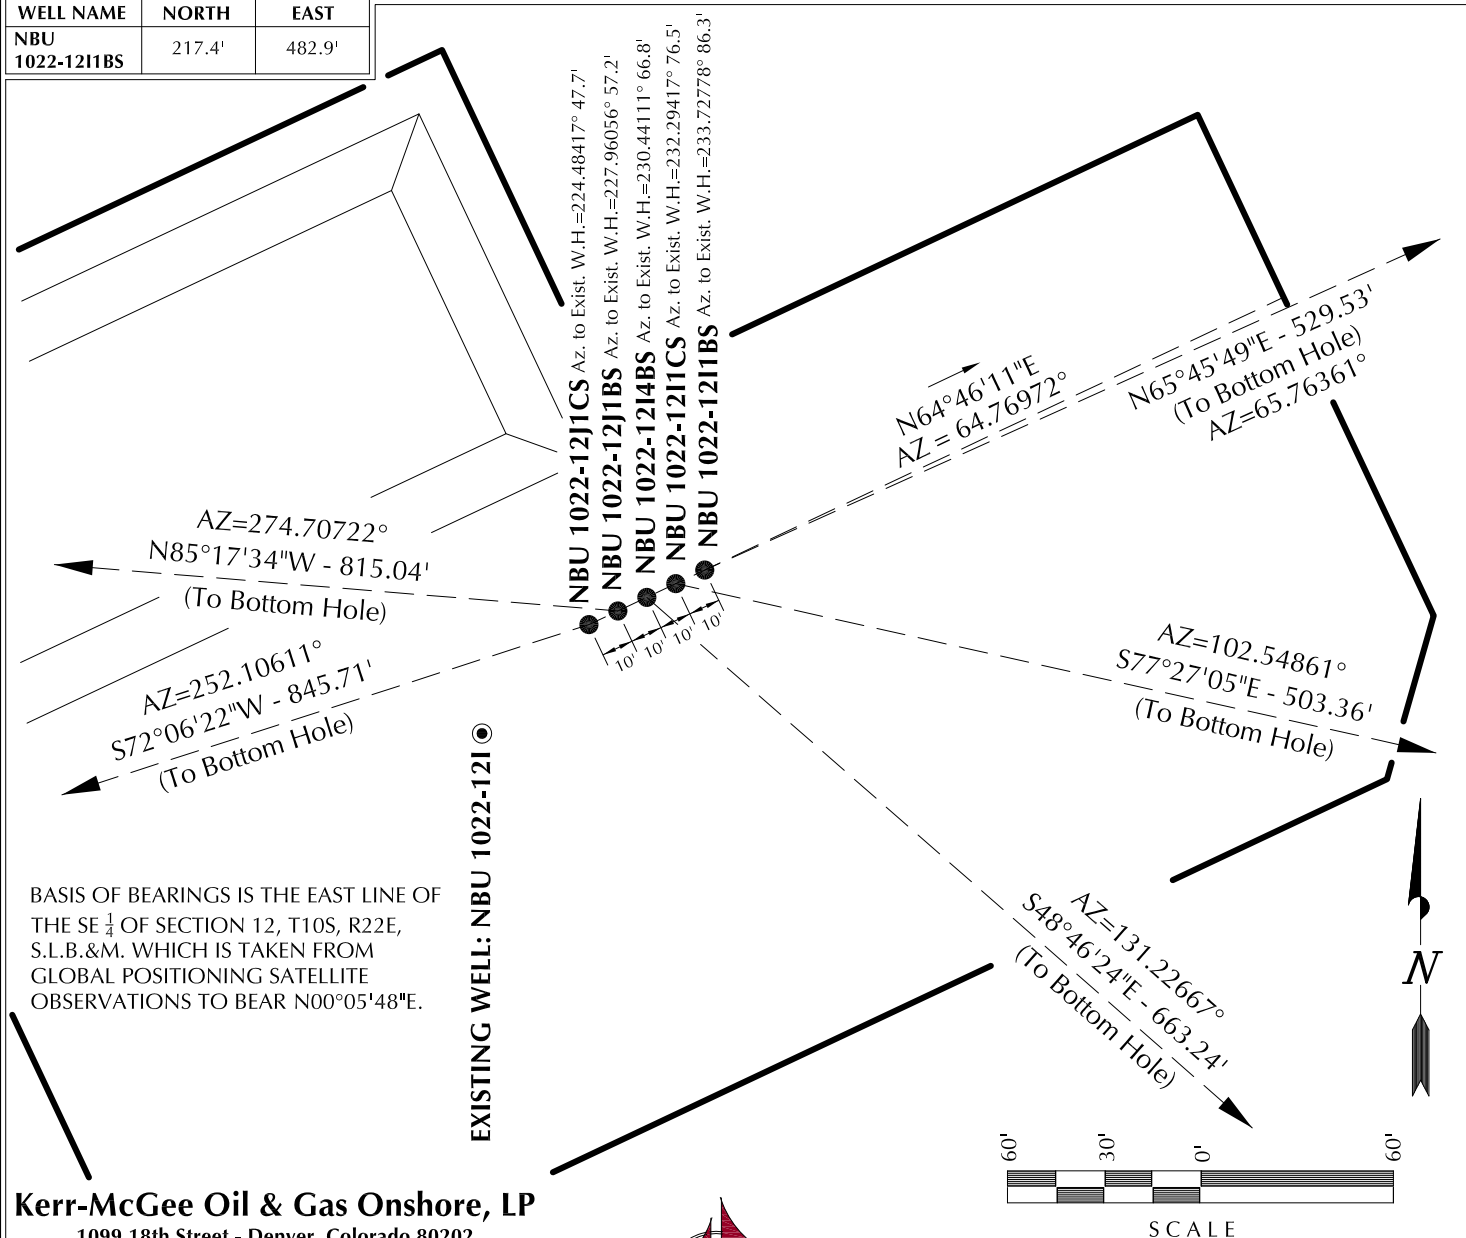 WELL NAME NORTH EAST
NBU 1022-12I1BS 217.4' 482.9'
NBU 1022-12J1CS Az. to Exist. W.H.=224.48417° 47.7'
NBU 1022-12J1BS Az. to Exist. W.H.=227.96056° 57.2'
NBU 1022-12I4BS Az. to Exist. W.H.=230.44111° 66.8'
NBU 1022-12I1CS Az. to Exist. W.H.=232.29417° 76.5'
NBU 1022-12I1BS Az. to Exist. W.H.=233.72778° 86.3'
N64°46'11"E
AZ = 64.76972°
N65°45'49"E - 529.53'
(To Bottom Hole)
AZ=65.76361°
AZ=274.70722°
N85°17'34"W - 815.04'
(To Bottom Hole)
AZ=252.10611°
S72°06'22"W - 845.71'
(To Bottom Hole)
10'
10'
10'
10'
AZ=102.54861°
S77°27'05"E - 503.36'
(To Bottom Hole)
AZ=131.22667°
S48°46'24"E - 663.24'
(To Bottom Hole)
EXISTING WELL: NBU 1022-12I
BASIS OF BEARINGS IS THE EAST LINE OF
THE SE 1/4 OF SECTION 12, T10S, R22E,
S.L.B.&M. WHICH IS TAKEN FROM
GLOBAL POSITIONING SATELLITE
OBSERVATIONS TO BEAR N00°05'48"E.
N
60' 30' 0' 60'
SCALE
Kerr-McGee Oil & Gas Onshore, LP
1099 18th Street - Denver, Colorado 80202